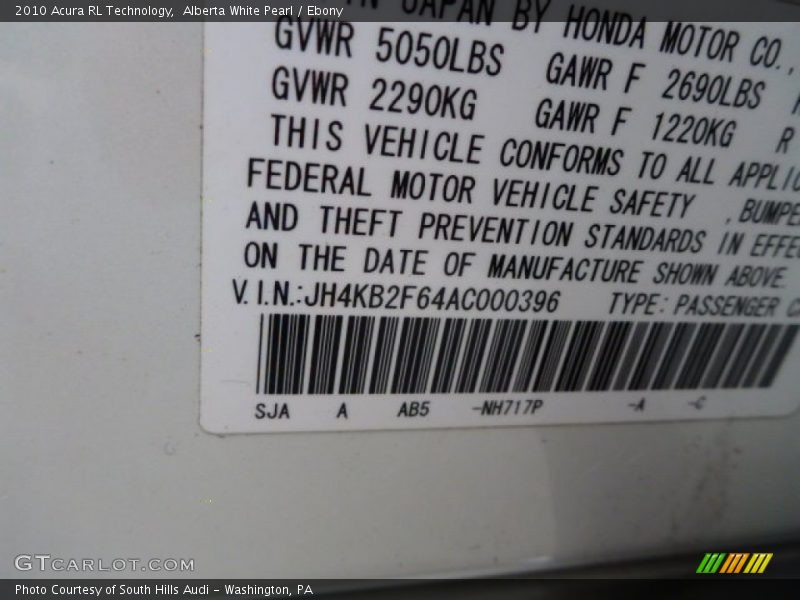 2010 Acura RL Technology, Alberta White Pearl / Ebony
JAPAN BY HONDA MOTOR CO.,
GVWR 5050LBS GAWR F 2690LBS
GVWR 2290KG GAWR F 1220KG R
THIS VEHICLE CONFORMS TO ALL APPLIC
FEDERAL MOTOR VEHICLE SAFETY , BUMPE
AND THEFT PREVENTION STANDARDS IN EFFE
ON THE DATE OF MANUFACTURE SHOWN ABOVE.
V.I.N.:JH4KB2F64AC000396 TYPE: PASSENGER C
SJA A AB5 -NH717P -A -C
GTCARLOT.COM
Photo Courtesy of South Hills Audi - Washington, PA